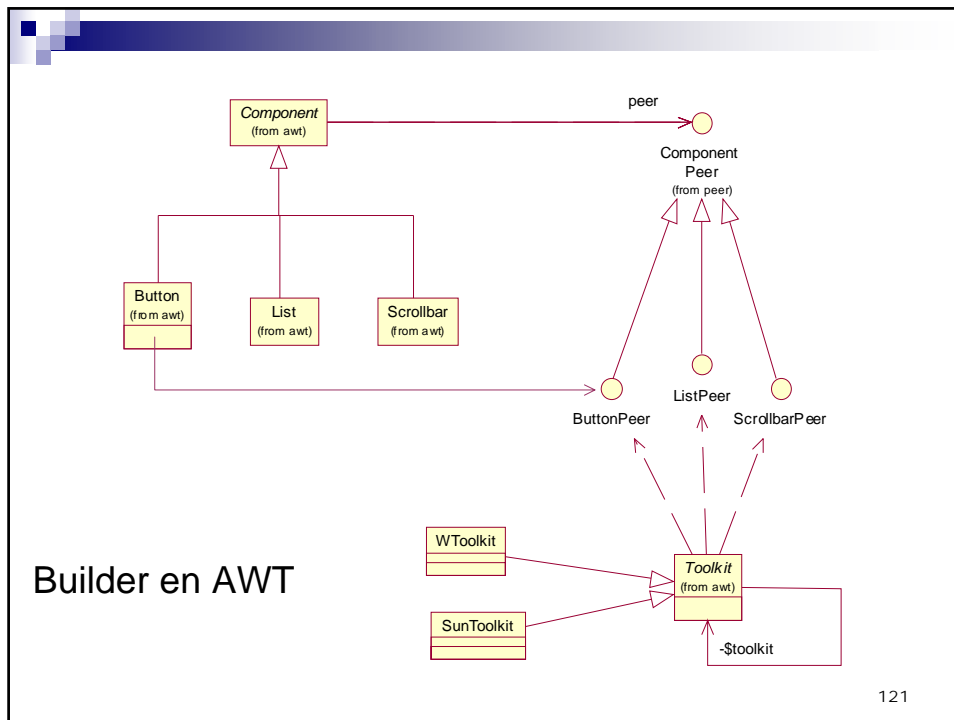 Component
(from awt)
peer
Component
Peer
(from peer)
Button
(from awt)
List
(from awt)
Scrollbar
(from awt)
ButtonPeer
ListPeer
ScrollbarPeer
WToolkit
Toolkit
(from awt)
Builder en AWT
SunToolkit
-$toolkit
121